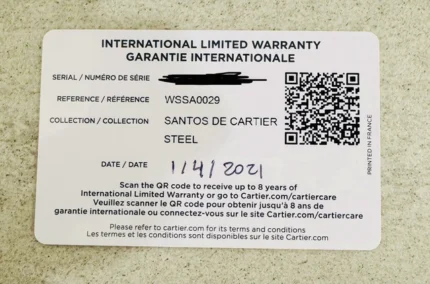 INTERNATIONAL LIMITED WARRANTY
GARANTIE INTERNATIONALE
SERIAL / NUMÉRO DE SÉRIE
REFERENCE / RÉFÉRENCE WSSA0029
COLLECTION / COLLECTION SANTOS DE CARTIER
STEEL
DATE / DATE 1/4/2021
Scan the QR code to receive up to 8 years of
International Limited Warranty or go to Cartier.com/cartiercare
Veuillez scanner le QR code pour obtenir jusqu'à 8 ans de
garantie internationale ou connectez-vous sur le site Cartier.com/cartiercare
Please refer to cartier.com for its terms and conditions
Les termes et les conditions sont disponibles sur le site Cartier.com
PRINTED IN FRANCE